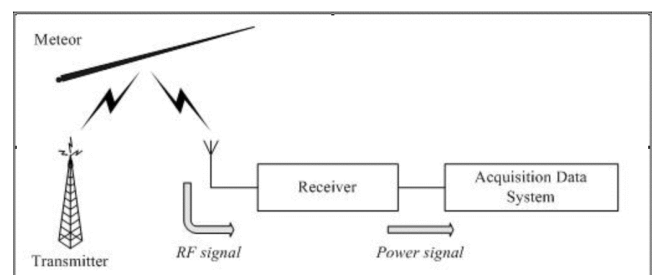 Meteor
Receiver
Acquisition Data
System
Transmitter
RF signal
Power signal